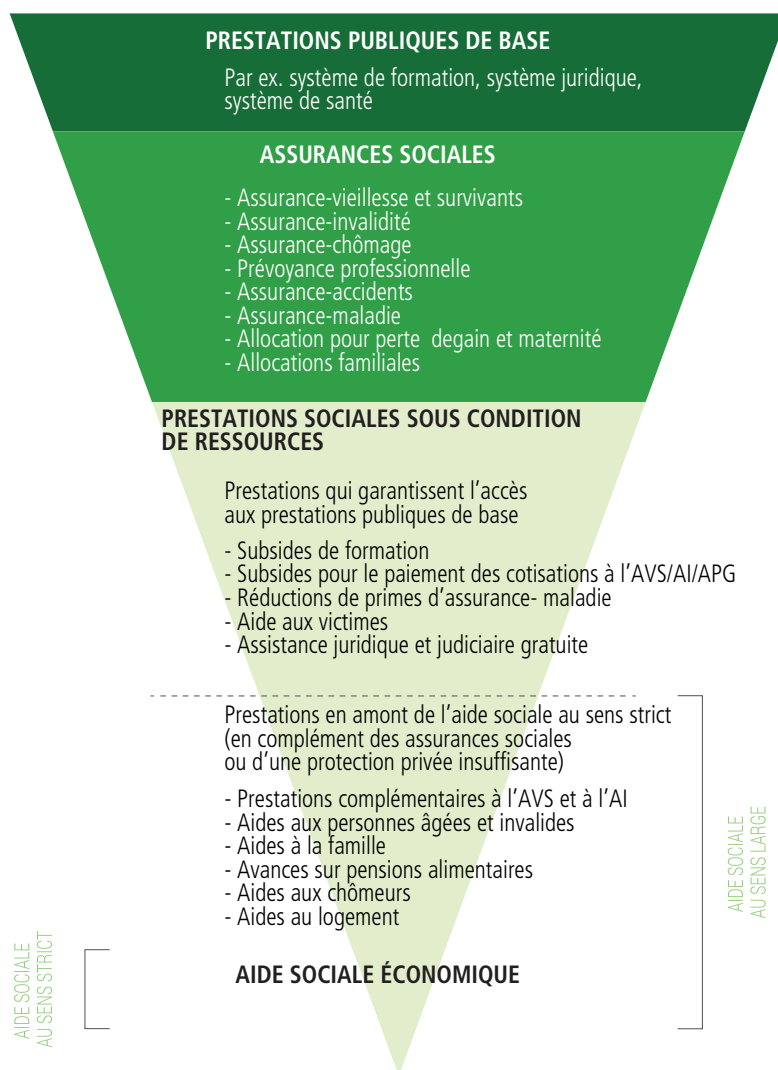 PRESTATIONS PUBLIQUES DE BASE
Par ex. système de formation, système juridique,
système de santé
ASSURANCES SOCIALES
- Assurance-vieillesse et survivants
- Assurance-invalidité
- Assurance-chômage
- Prévoyance professionnelle
- Assurance-accidents
- Assurance-maladie
- Allocation pour perte  degain et maternité
- Allocations familiales
PRESTATIONS SOCIALES SOUS CONDITION
DE RESSOURCES
Prestations qui garantissent l’accès
aux prestations publiques de base
- Subsides de formation
- Subsides pour le paiement des cotisations à l’AVS/AI/APG
- Réductions de primes d’assurance- maladie
- Aide aux victimes
- Assistance juridique et judiciaire gratuite
Prestations en amont de l’aide sociale au sens strict
(en complément des assurances sociales
ou d’une protection privée insuffisante)
- Prestations complémentaires à l’AVS et à l’AI
- Aides aux personnes âgées et invalides
- Aides à la famille
- Avances sur pensions alimentaires
- Aides aux chômeurs
- Aides au logement
AIDE SOCIALE
AU SENS LARGE
AIDE SOCIALE
AU SENS STRICT
AIDE SOCIALE ÉCONOMIQUE